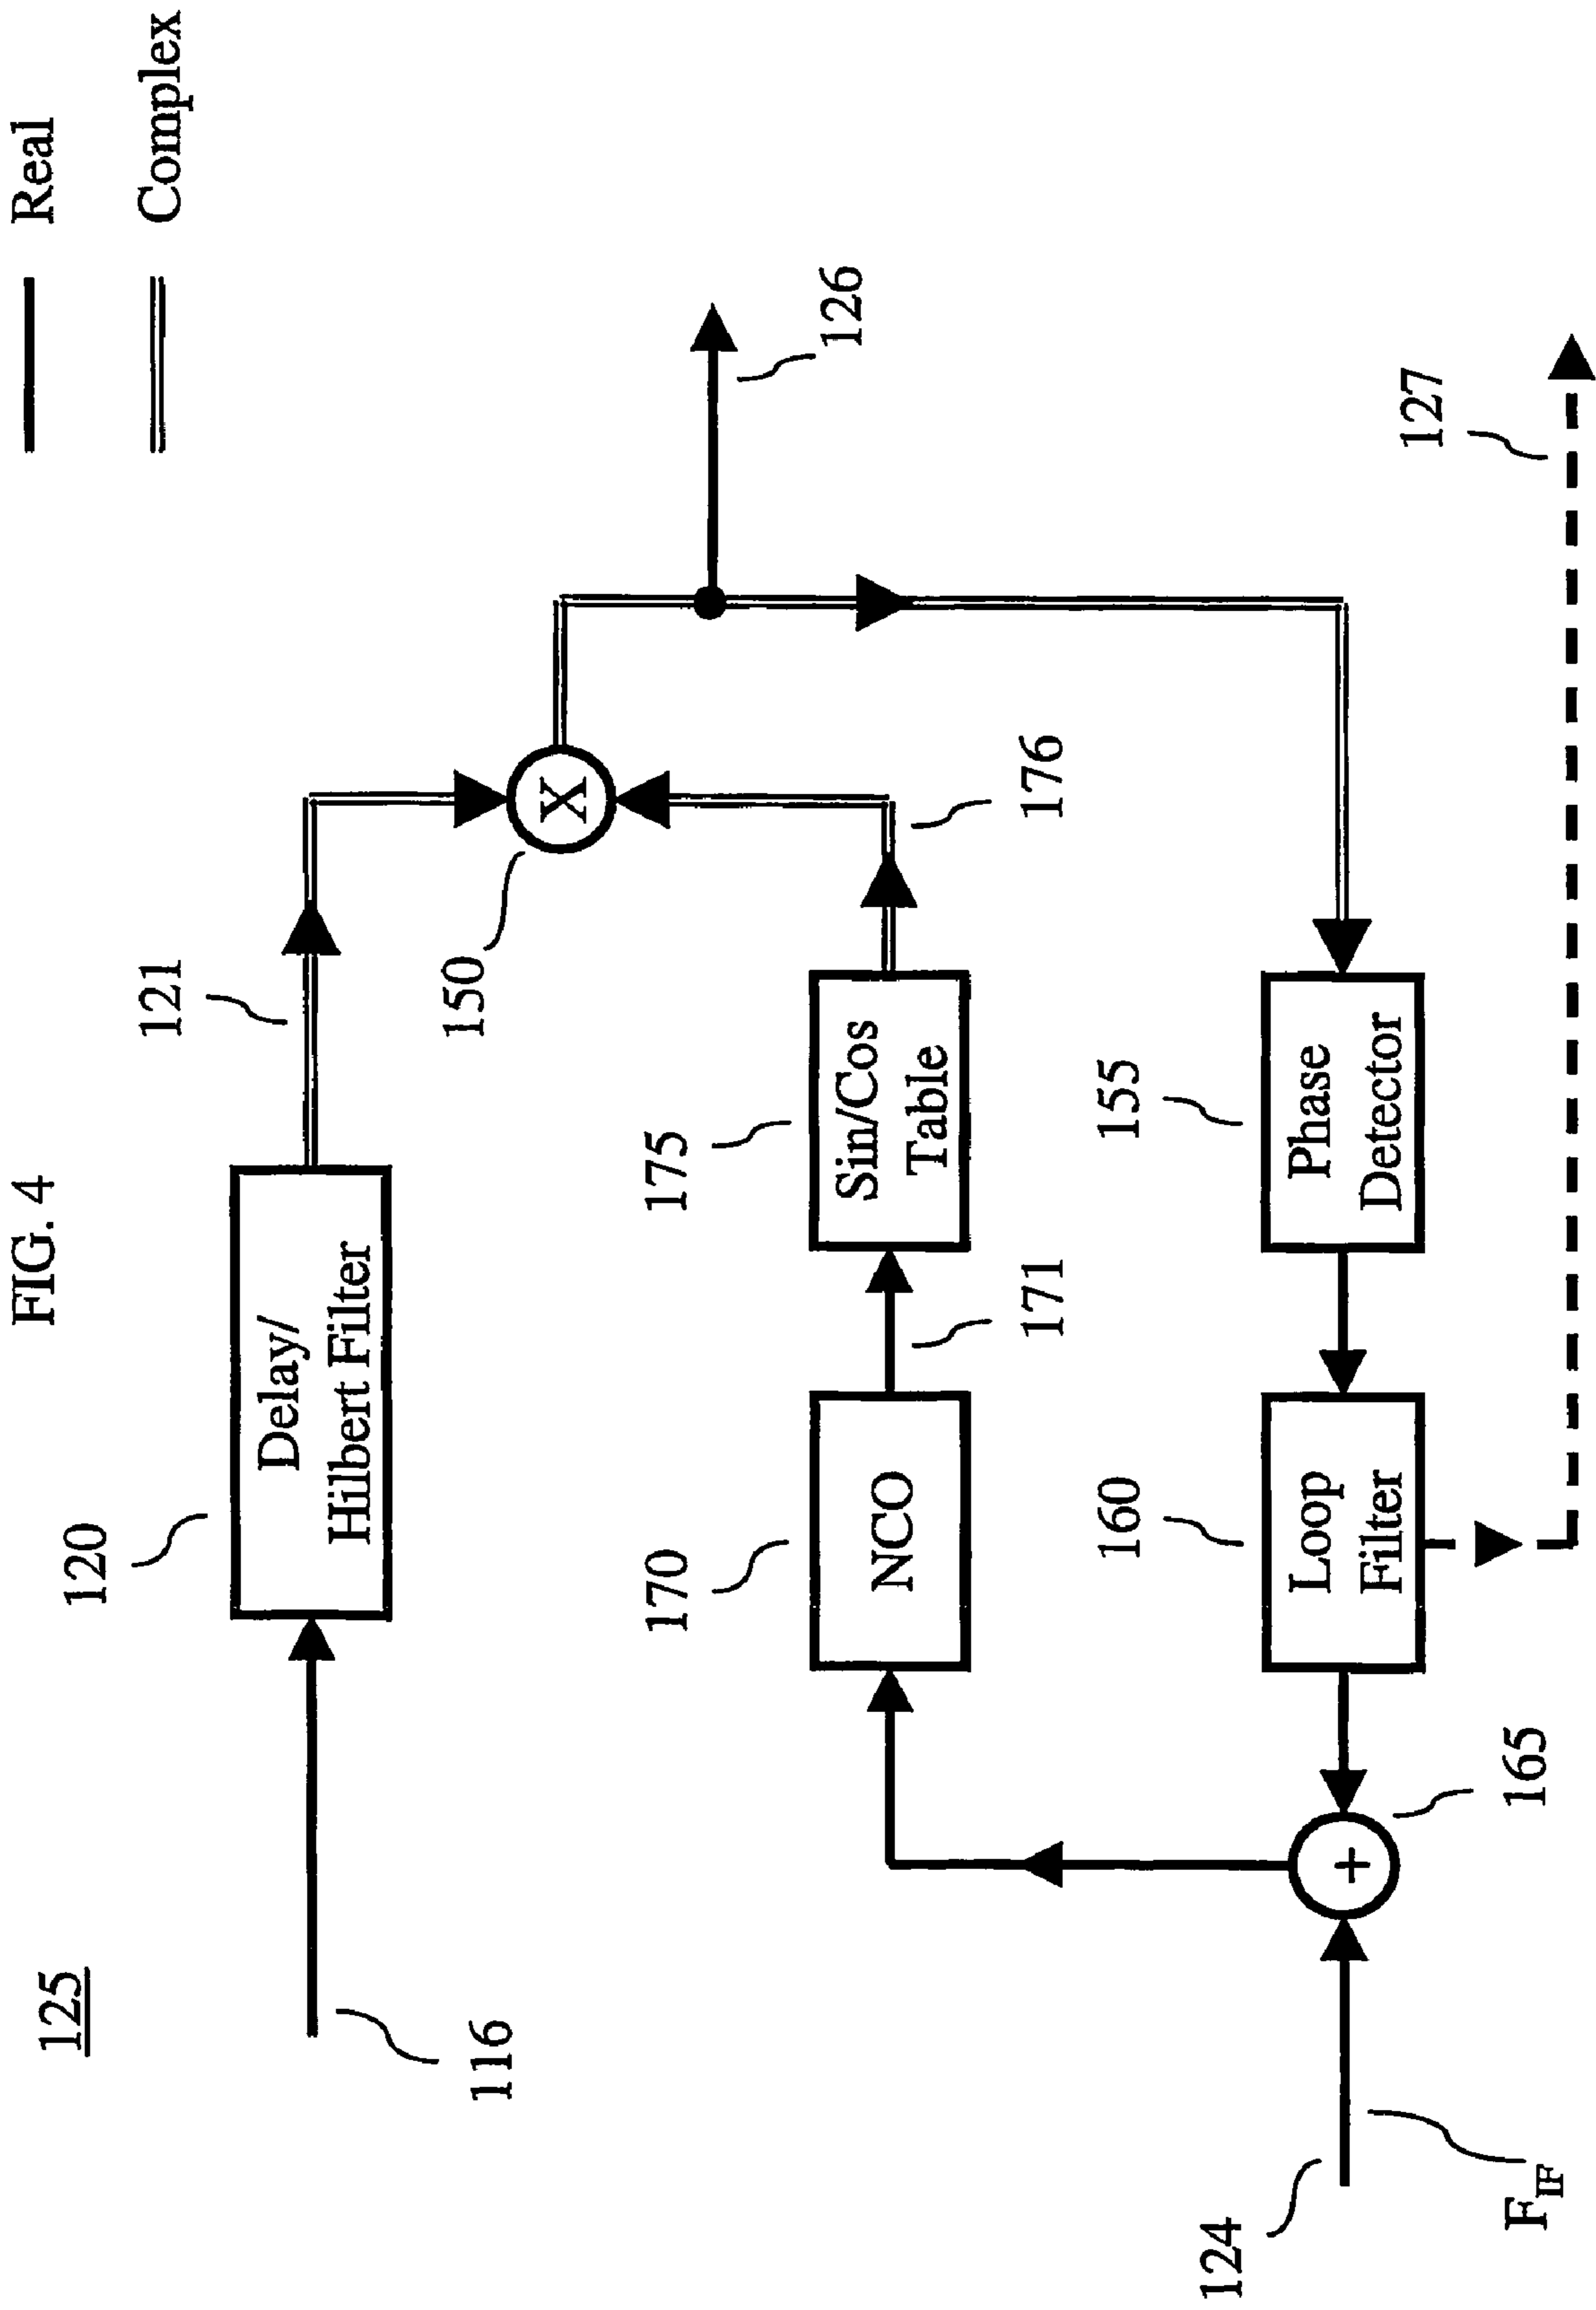 FIG. 4
Real
Complex
125
120
Delay/
Hilbert Filter
121
116
150
X
126
170
NCO
175
Sin/Cos
Table
171
176
160
Loop
Filter
155
Phase
Detector
127
165
+
124
F_IF